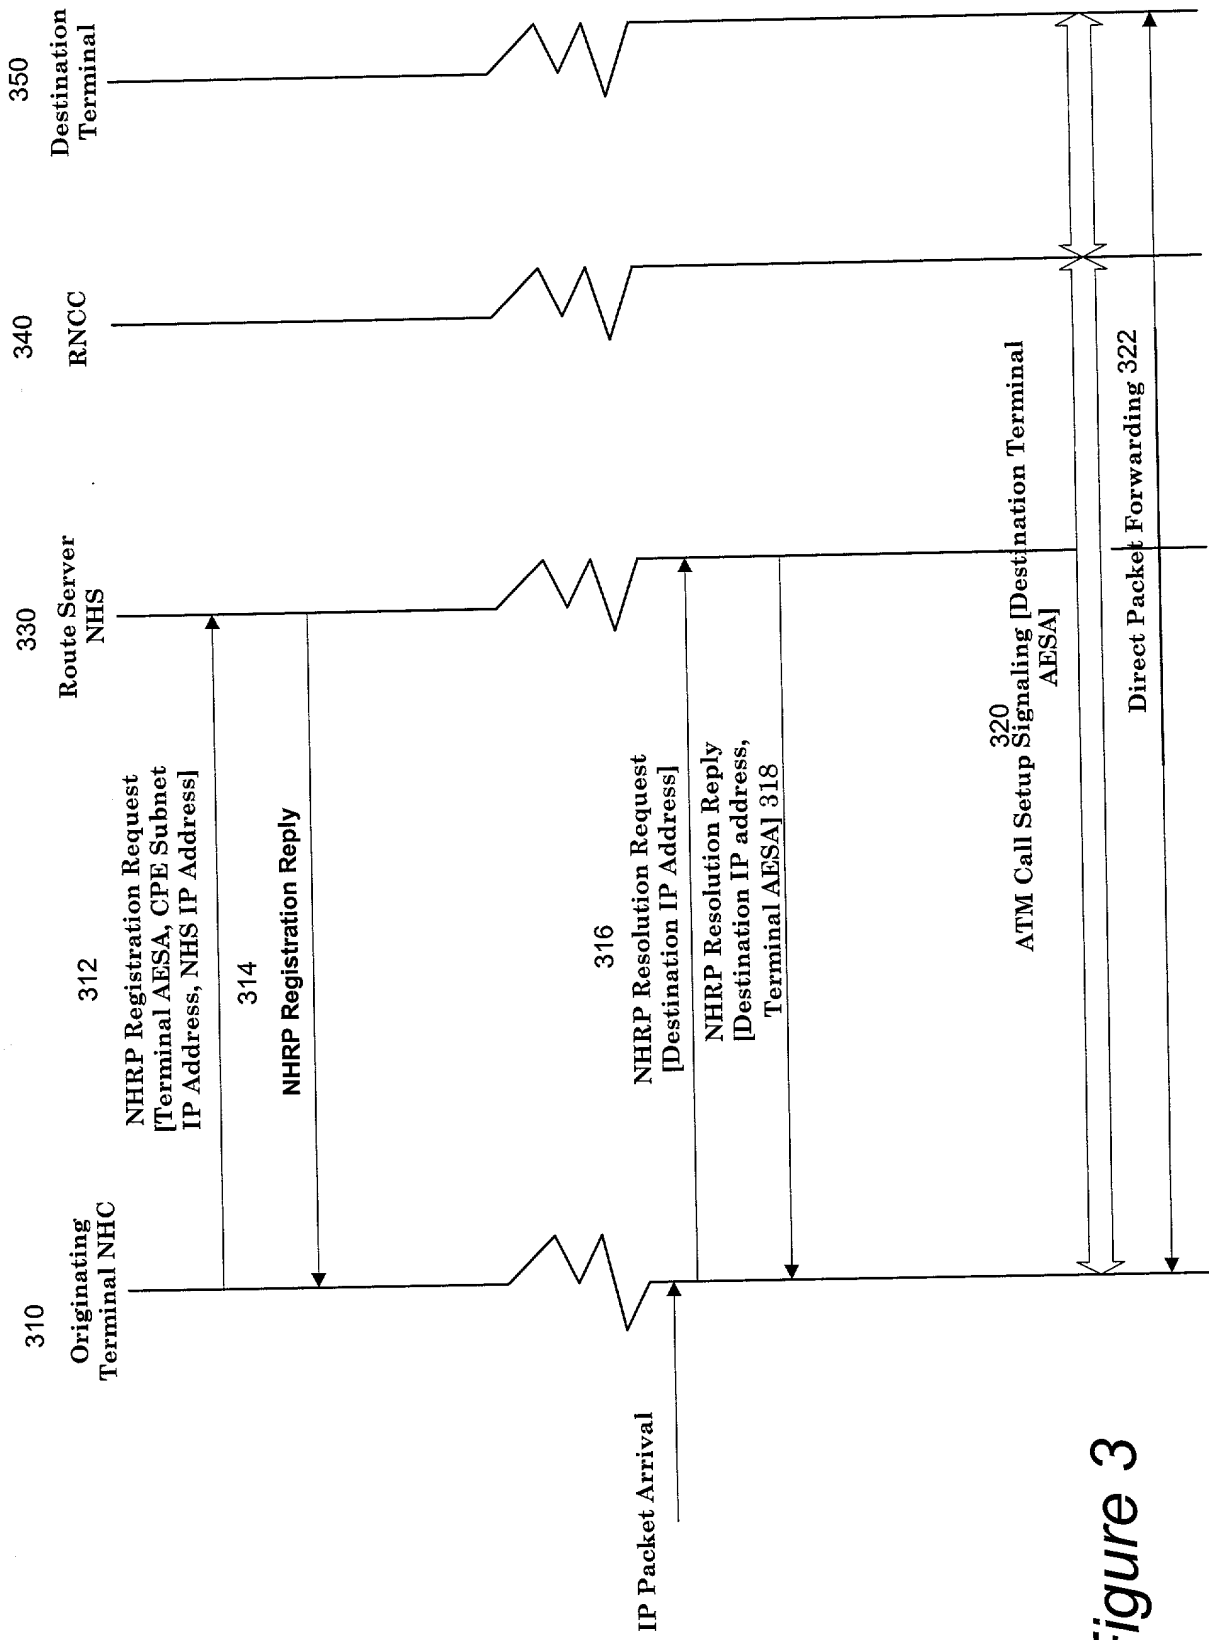 310
Originating
Terminal NHC
330
Route Server
NHS
340
RNCC
350
Destination
Terminal
312
NHRP Registration Request
[Terminal AESA, CPE Subnet
IP Address, NHS IP Address]
314
NHRP Registration Reply
IP Packet Arrival
316
NHRP Resolution Request
[Destination IP Address]
NHRP Resolution Reply
[Destination IP address,
Terminal AESA] 318
320
ATM Call Setup Signaling [Destination Terminal
AESA]
Direct Packet Forwarding 322
Figure 3